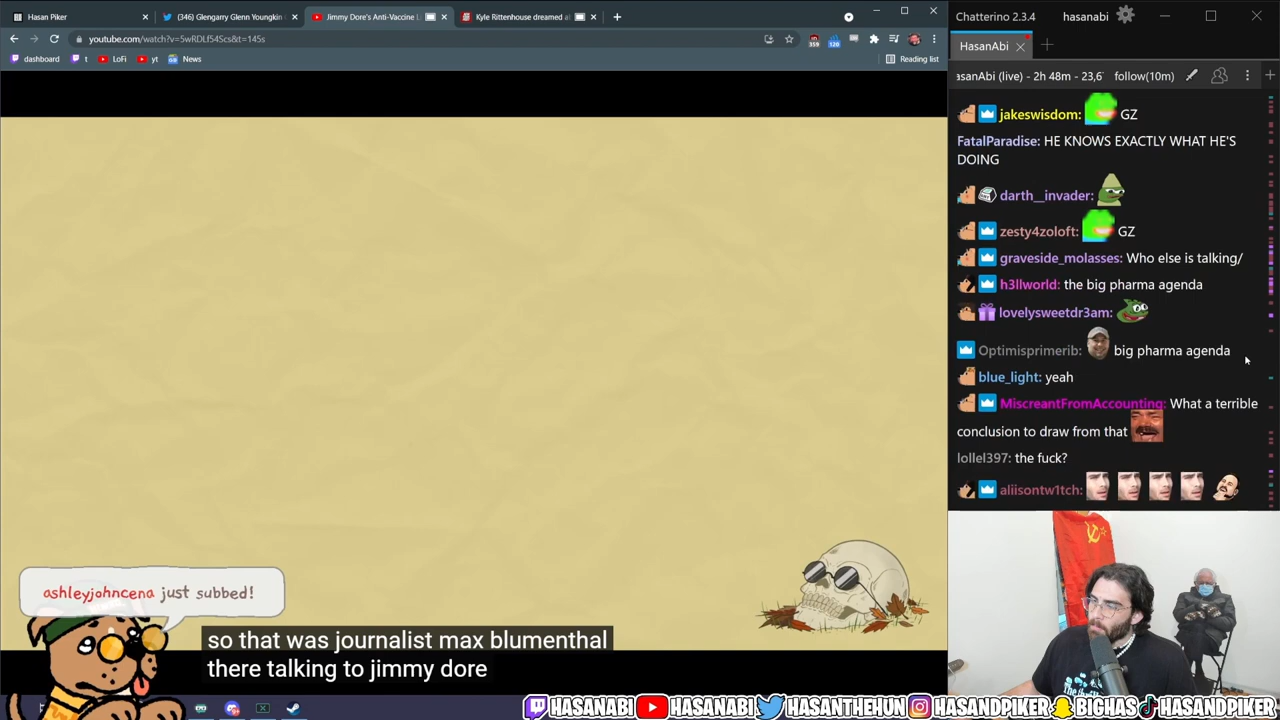 Hasan Piker
(346) Glengarry Glenn Youngkin
Jimmy Dore's Anti-Vaccine L
Kyle Rittenhouse dreamed a
youtube.com/watch?v=5wRDLf54Scs&t=145s
359
120
dashboard
t
LoFi
yt
News
Reading list
ashleyjohncena just subbed!
so that was journalist max blumenthal
there talking to jimmy dore
Chatterino 2.3.4
hasanabi
HasanAbi
asanAbi (live) - 2h 48m - 23,6
follow(10m)
jakeswisdom: GZ
FatalParadise: HE KNOWS EXACTLY WHAT HE'S
DOING
darth__invader:
zesty4zoloft: GZ
graveside_molasses: Who else is talking/
h3llworld: the big pharma agenda
lovelysweetdr3am:
Optimisprimerib: big pharma agenda
blue_light: yeah
MiscreantFromAccounting: What a terrible
conclusion to draw from that
lollel397: the fuck?
aliisontw1tch:
HASANABI HASANABI HASANTHEHUN HASANDPIKER BIGHAS HASANDPIKER